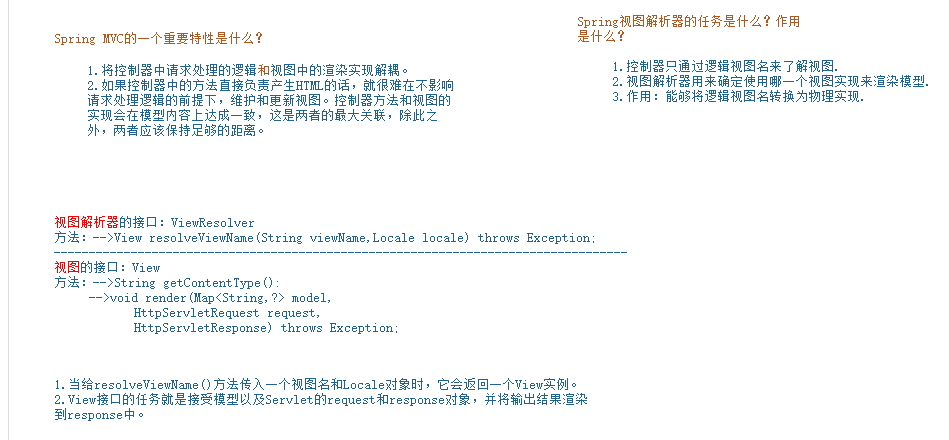 Spring MVC的一个重要特性是什么?
1.将控制器中请求处理的逻辑和视图中的渲染实现解耦。
2.如果控制器中的方法直接负责产生HTML的话，就很难在不影响
请求处理逻辑的前提下，维护和更新视图。控制器方法和视图的
实现会在模型内容上达成一致，这是两者的最大关联，除此之
外，两者应该保持足够的距离。
Spring视图解析器的任务是什么? 作用
是什么?
1.控制器只通过逻辑视图名来了解视图.
2.视图解析器用来确定使用哪一个视图实现来渲染模型.
3.作用: 能够将逻辑视图名转换为物理实现.
视图解析器的接口: ViewResolver
方法: -->View resolveViewName(String viewName,Locale locale) throws Exception;
视图的接口: View
方法: -->String getContentType():
-->void render(Map<String,?> model,
HttpServletRequest request,
HttpServletResponse) throws Exception;
1.当给resolveViewName()方法传入一个视图名和Locale对象时，它会返回一个View实例。
2.View接口的任务就是接受模型以及Servlet的request和response对象，并将输出结果渲染
到response中。